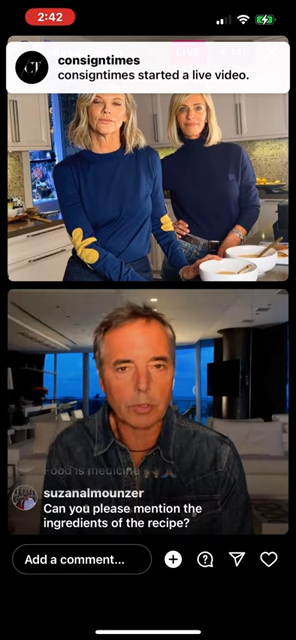 2:42
LIVE
consigntimes
consigntimes started a live video.
CT
Food is medicine
suzanalmounzer
Can you please mention the
ingredients of the recipe?
Add a comment...